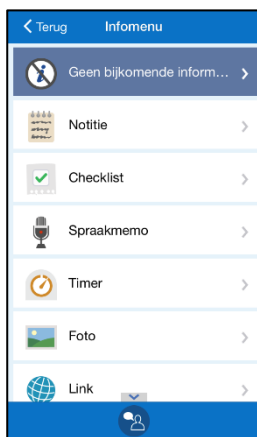 Terug
Infomenu
Geen bijkomende inform...
Notitie
Checklist
Spraakmemo
Timer
Foto
Link